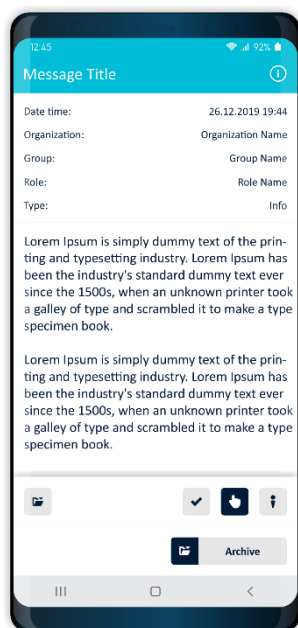 12:45 92%
Message Title
Date time: 26.12.2019 19:44
Organization: Organization Name
Group: Group Name
Role: Role Name
Type: Info
Lorem Ipsum is simply dummy text of the prin-
ting and typesetting industry. Lorem Ipsum has
been the industry's standard dummy text ever
since the 1500s, when an unknown printer took
a galley of type and scrambled it to make a type
specimen book.
Lorem Ipsum is simply dummy text of the prin-
ting and typesetting industry. Lorem Ipsum has
been the industry's standard dummy text ever
since the 1500s, when an unknown printer took
a galley of type and scrambled it to make a type
specimen book.
Archive